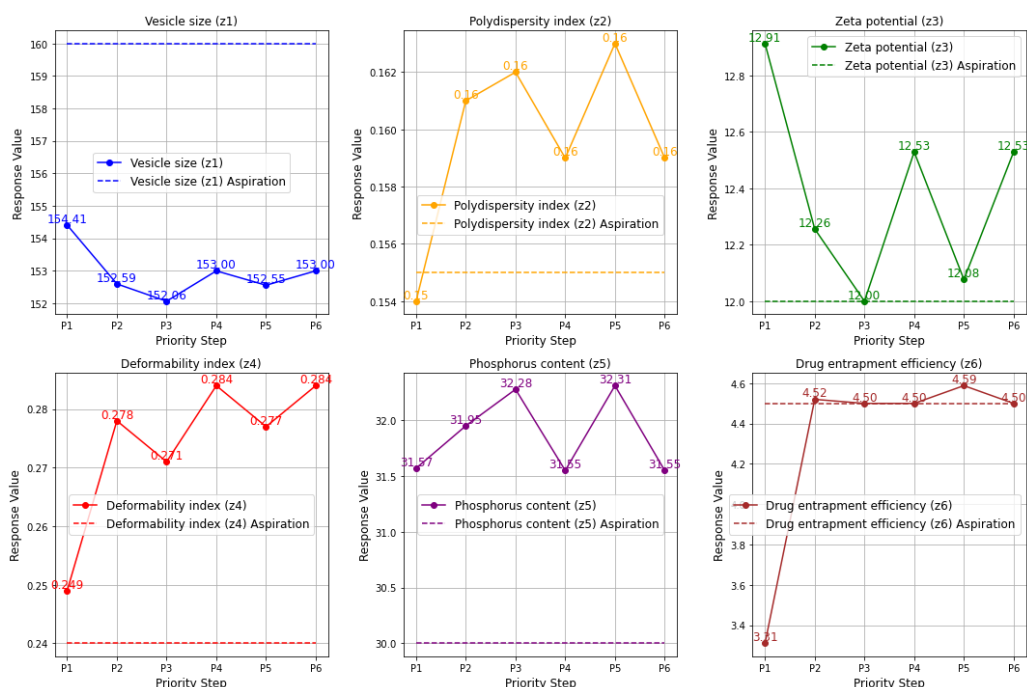 Vesicle size (z1)
Response Value
160
159
158
157
156
155
154
153
152
154.41
152.59
152.06
153.00
152.55
153.00
Vesicle size (z1)
Vesicle size (z1) Aspiration
P1 P2 P3 P4 P5 P6
Priority Step
Polydispersity index (z2)
Response Value
0.162
0.160
0.158
0.156
0.154
0.15
0.16
0.16
0.16
0.16
0.16
Polydispersity index (z2)
Polydispersity index (z2) Aspiration
P1 P2 P3 P4 P5 P6
Priority Step
Zeta potential (z3)
Response Value
12.8
12.6
12.4
12.2
12.0
12.91
12.26
12.00
12.53
12.08
12.53
Zeta potential (z3)
Zeta potential (z3) Aspiration
P1 P2 P3 P4 P5 P6
Priority Step
Deformability index (z4)
Response Value
0.28
0.27
0.26
0.25
0.24
0.249
0.278
0.271
0.284
0.277
0.284
Deformability index (z4)
Deformability index (z4) Aspiration
P1 P2 P3 P4 P5 P6
Priority Step
Phosphorus content (z5)
Response Value
32.0
31.5
31.0
30.5
30.0
31.57
31.95
32.28
31.55
32.31
31.55
Phosphorus content (z5)
Phosphorus content (z5) Aspiration
P1 P2 P3 P4 P5 P6
Priority Step
Drug entrapment efficiency (z6)
Response Value
4.6
4.4
4.2
3.8
3.6
3.4
3.31
4.52
4.50
4.50
4.59
4.50
Drug entrapment efficiency (z6)
Drug entrapment efficiency (z6) Aspiration
P1 P2 P3 P4 P5 P6
Priority Step